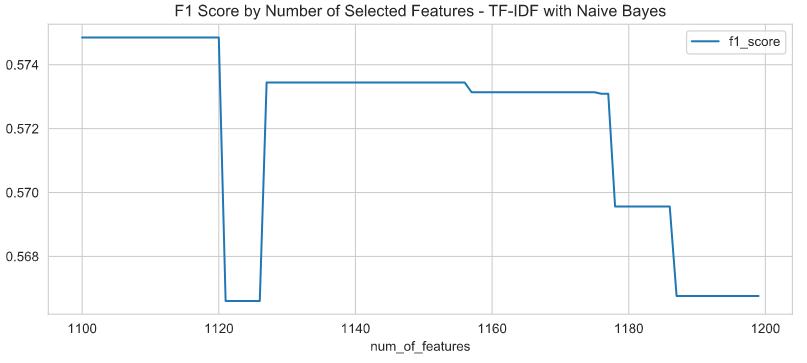 F1 Score by Number of Selected Features - TF-IDF with Naive Bayes
f1_score
0.574
0.572
0.570
0.568
1100 1120 1140 1160 1180 1200
num_of_features